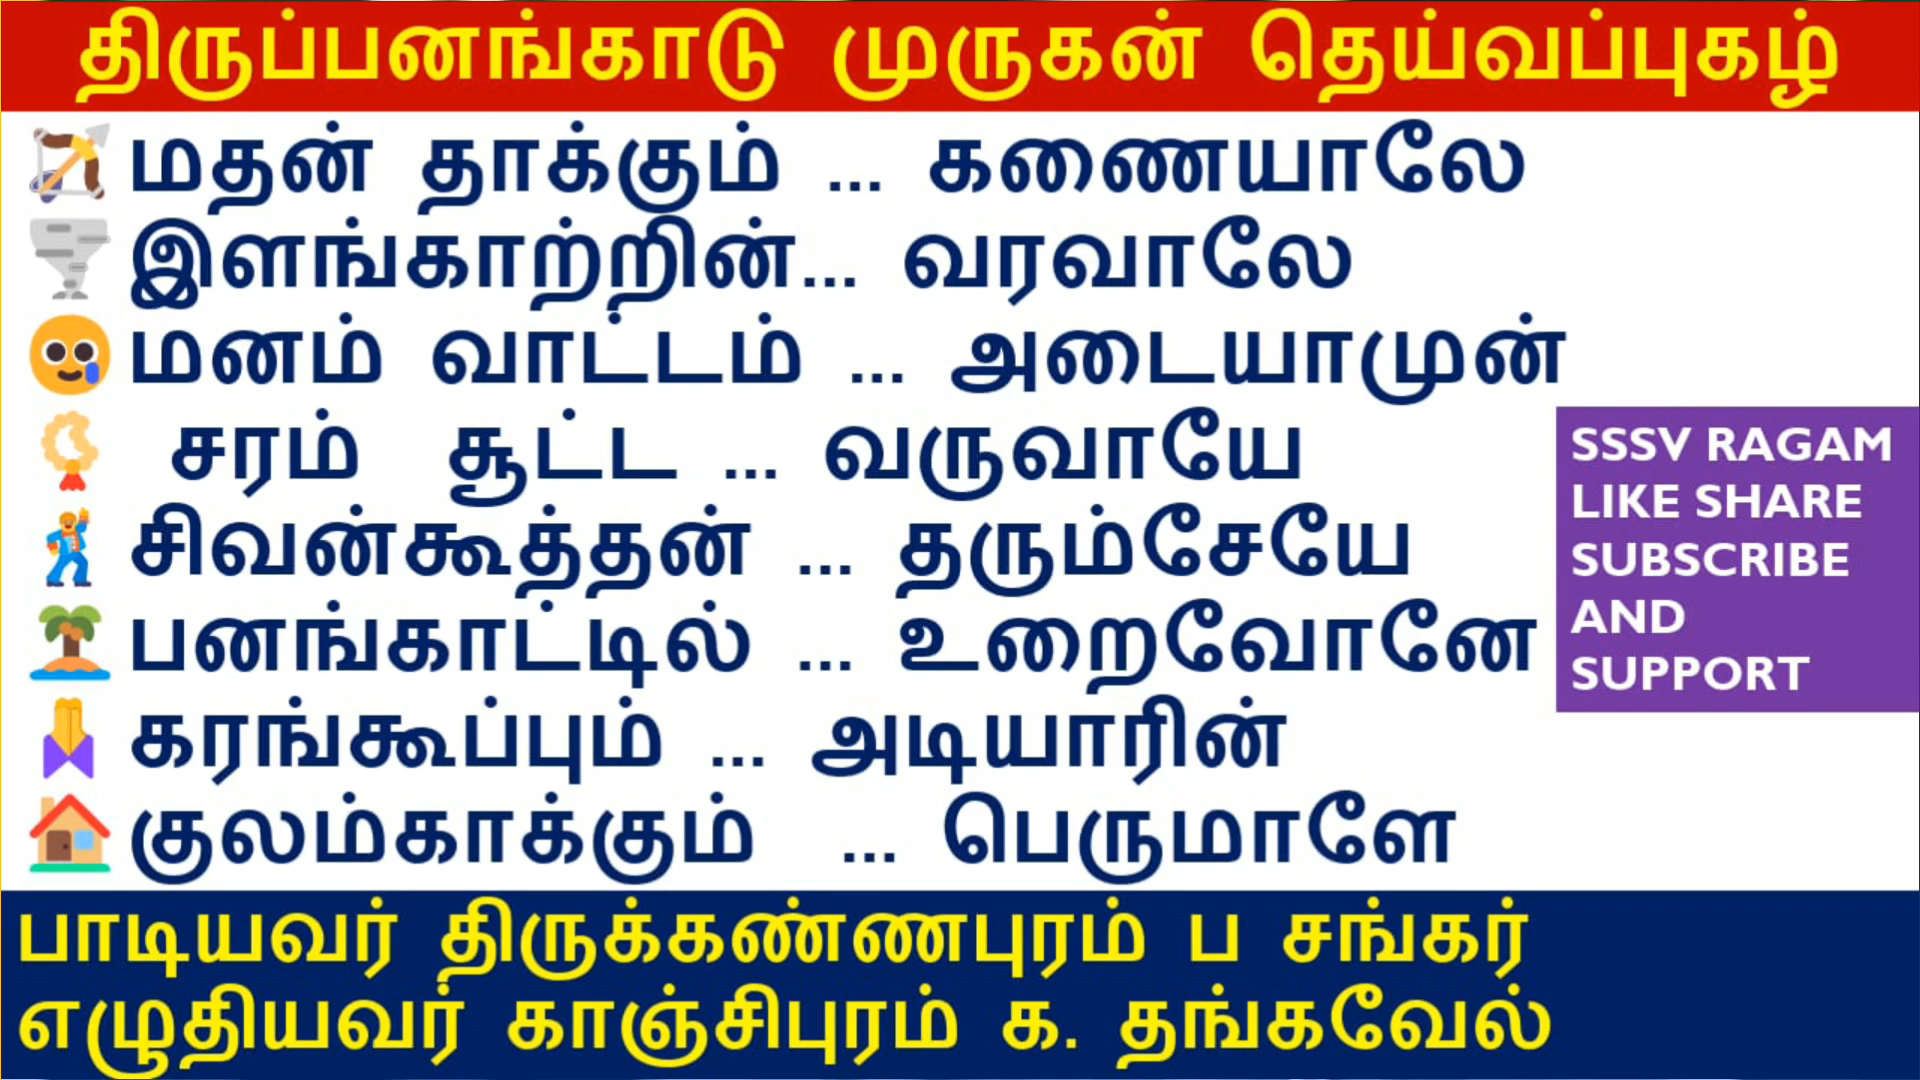 திருப்பனங்காடு முருகன் தெய்வப்புகழ்
மதன் தாக்கும் ... கணையாலே
இளங்காற்றின்... வரவாலே
மனம் வாட்டம் ... அடையாமுன்
சரம் சூட்ட ... வருவாயே
சிவன்கூத்தன் ... தரும்சேயே
பனங்காட்டில் ... உறைவோனே
கரங்கூப்பும் ... அடியாரின்
குலம்காக்கும் ... பெருமாளே
SSSV RAGAM
LIKE SHARE
SUBSCRIBE
AND
SUPPORT
பாடியவர் திருக்கண்ணபுரம் ப சங்கர்
எழுதியவர் காஞ்சிபுரம் க. தங்கவேல்